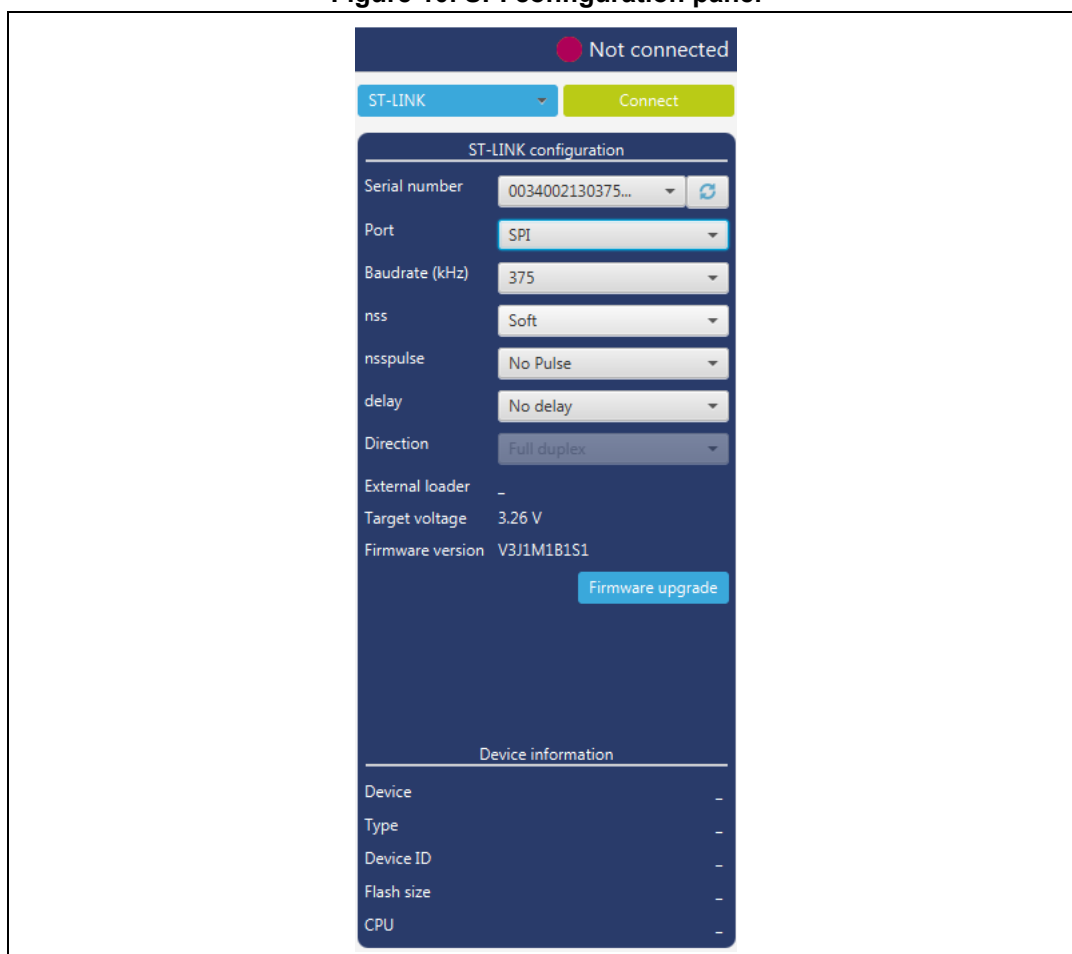 Not connected
ST-LINK Connect
ST-LINK configuration
Serial number 0034002130375...
Port SPI
Baudrate (kHz) 375
nss Soft
nsspulse No Pulse
delay No delay
Direction Full duplex
External loader _
Target voltage 3.26 V
Firmware version V3J1M1B1S1
Firmware upgrade
Device information
Device _
Type _
Device ID _
Flash size _
CPU _